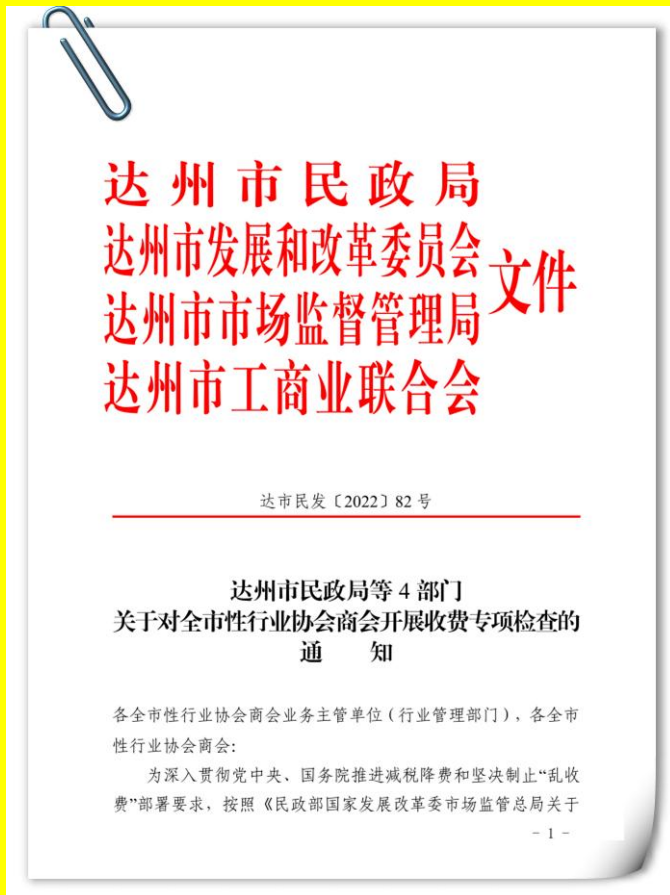 达州市民政局
达州市发展和改革委员会
达州市市场监督管理局
达州市工商业联合会
文件
达市民发〔2022〕82 号
达州市民政局等 4 部门
关于对全市性行业协会商会开展收费专项检查的
通 知
各全市性行业协会商会业务主管单位（行业管理部门），各全市
性行业协会商会：
为深入贯彻党中央、国务院推进减税降费和坚决制止“乱收
费”部署要求，按照《民政部国家发展改革委市场监管总局关于
- 1 -